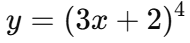 y = (3x + 2)⁴